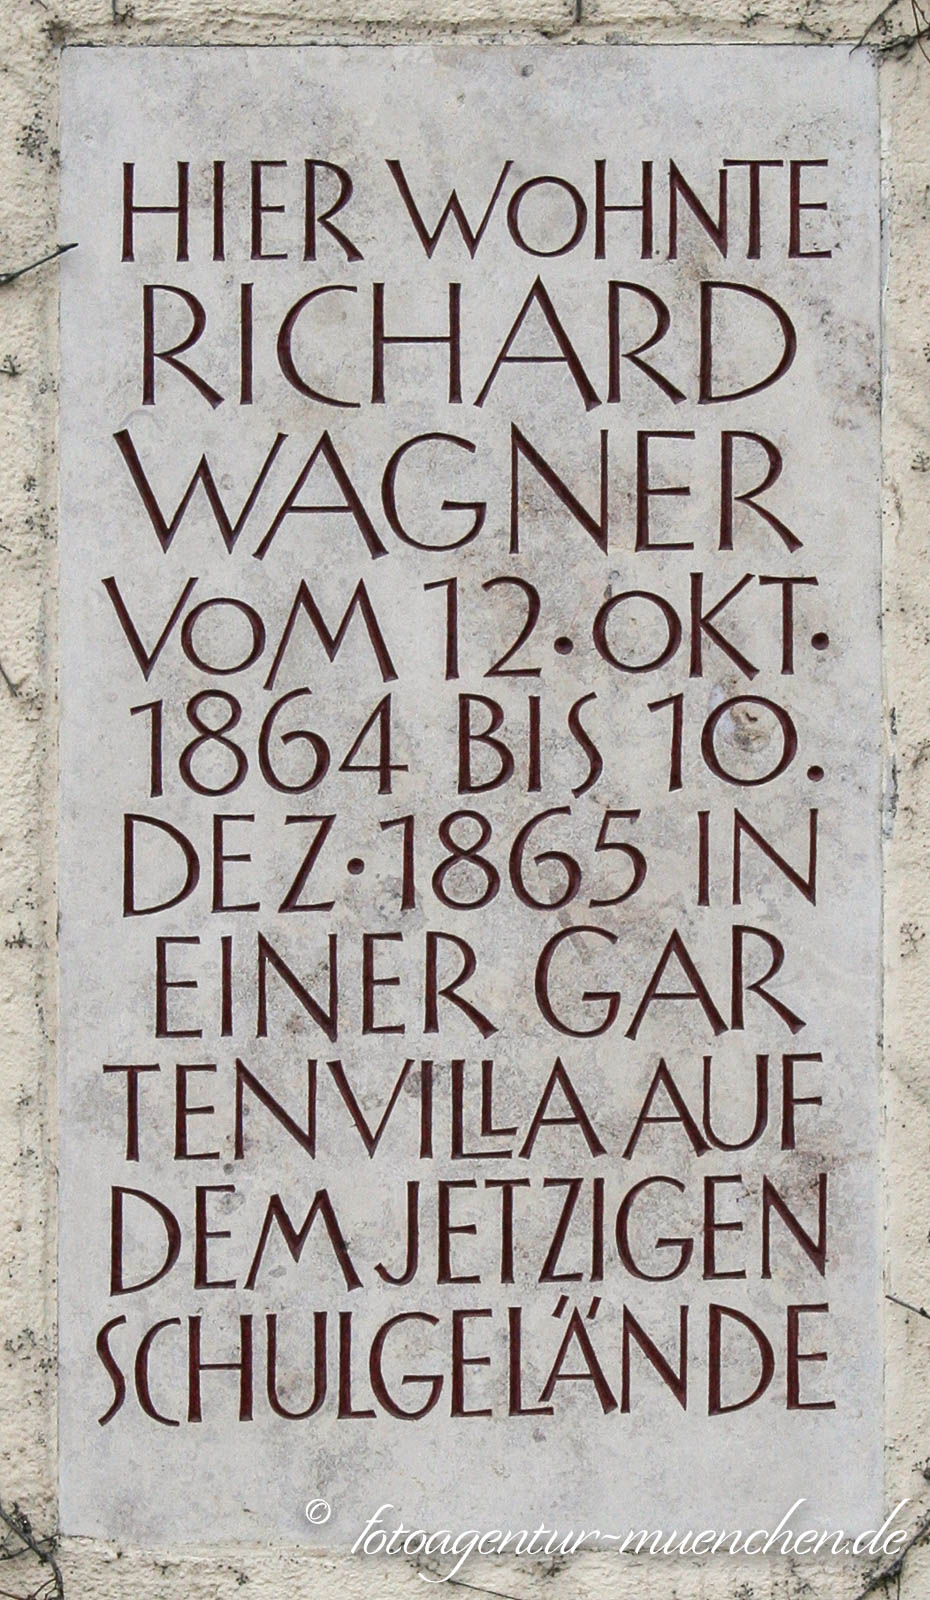 HIER WOHNTE
RICHARD
WAGNER
VOM 12·OKT·
1864 BIS 10.
DEZ·1865 IN
EINER GAR
TENVILLA AUF
DEM JETZIGEN
SCHULGELÄNDE
© fotoagentur-muenchen.de